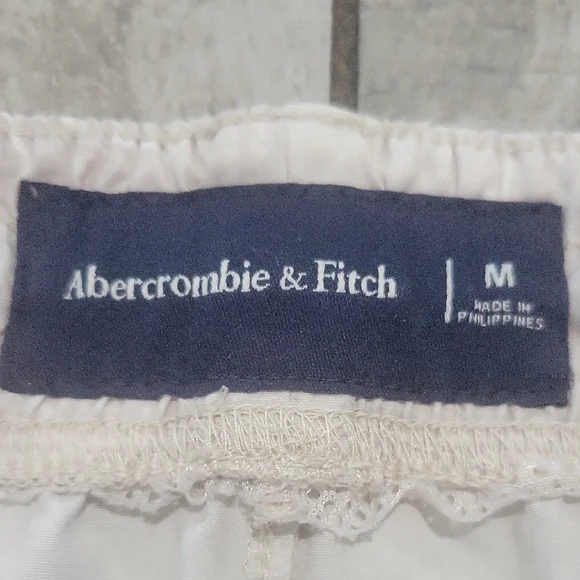 Abercrombie & Fitch
M
MADE IN
PHILIPPINES